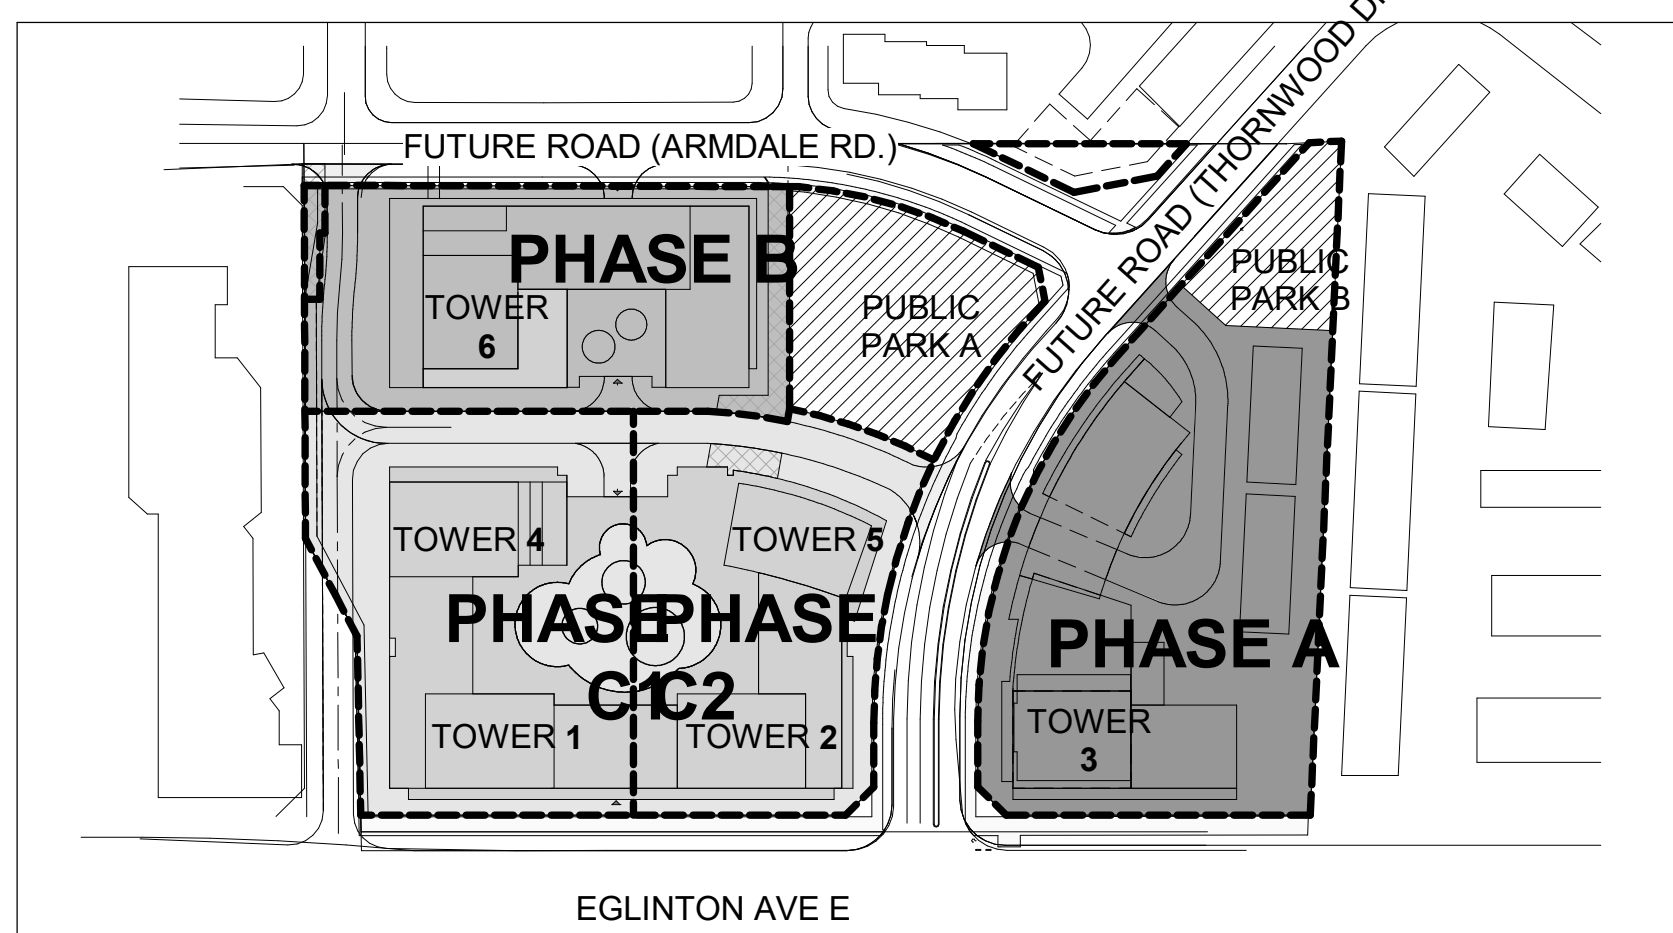 FUTURE ROAD (ARMDALE RD.)
FUTURE ROAD (THORNWOOD
PHASE B
TOWER
6
PUBLIC
PARK A
PUBLIC
PARK B
TOWER 4
TOWER 5
PHASE
C1
PHASE
C2
PHASE A
TOWER 1
TOWER 2
TOWER
3
EGLINTON AVE E